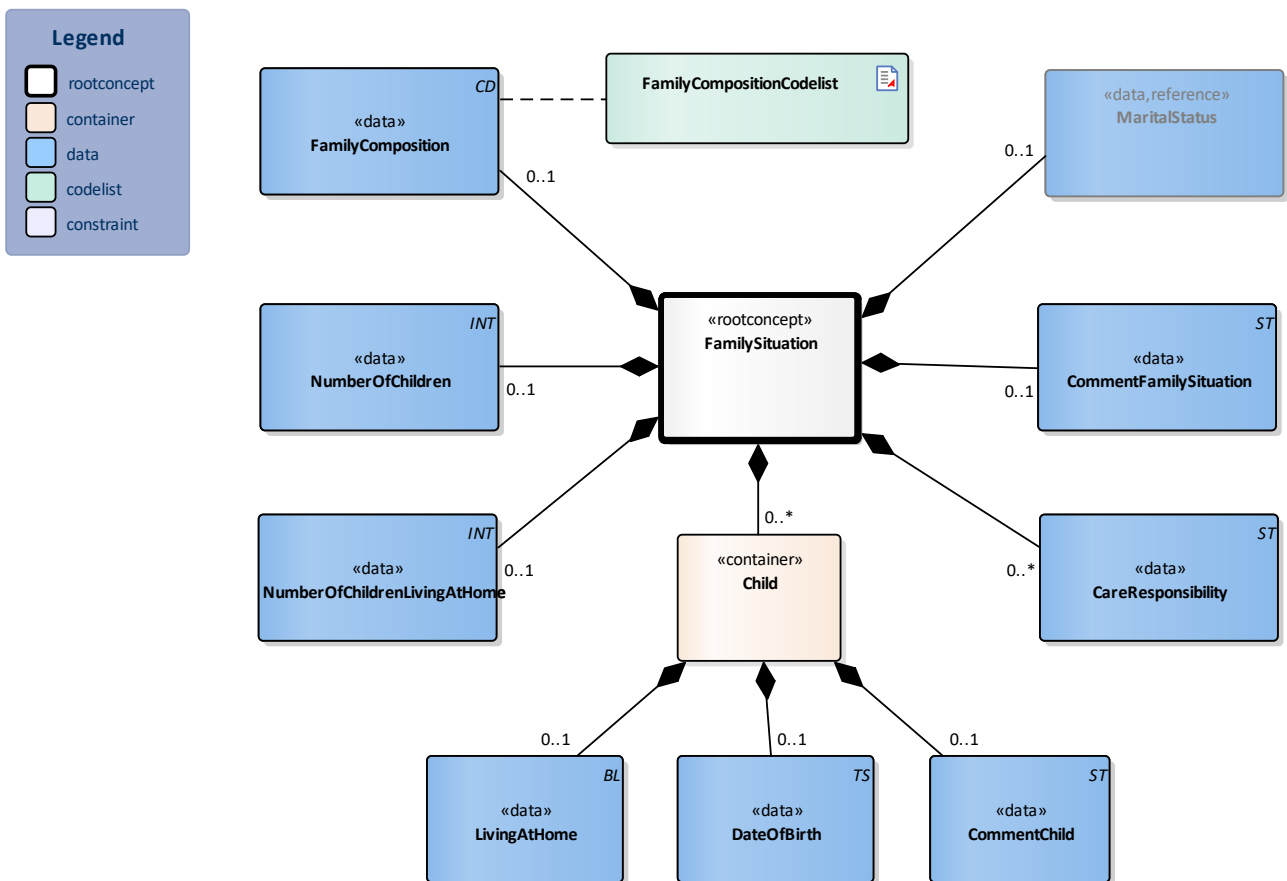 Legend
rootconcept
container
data
codelist
constraint
CD
«data»
FamilyComposition
FamilyCompositionCodelist
«data,reference»
MaritalStatus
0..1
0..1
INT
«data»
NumberOfChildren
0..1
«rootconcept»
FamilySituation
ST
«data»
CommentFamilySituation
0..1
INT
«data»
NumberOfChildrenLivingAtHome
0..1
0..*
«container»
Child
ST
«data»
CareResponsibility
0..*
0..1
0..1
0..1
BL
«data»
LivingAtHome
TS
«data»
DateOfBirth
ST
«data»
CommentChild